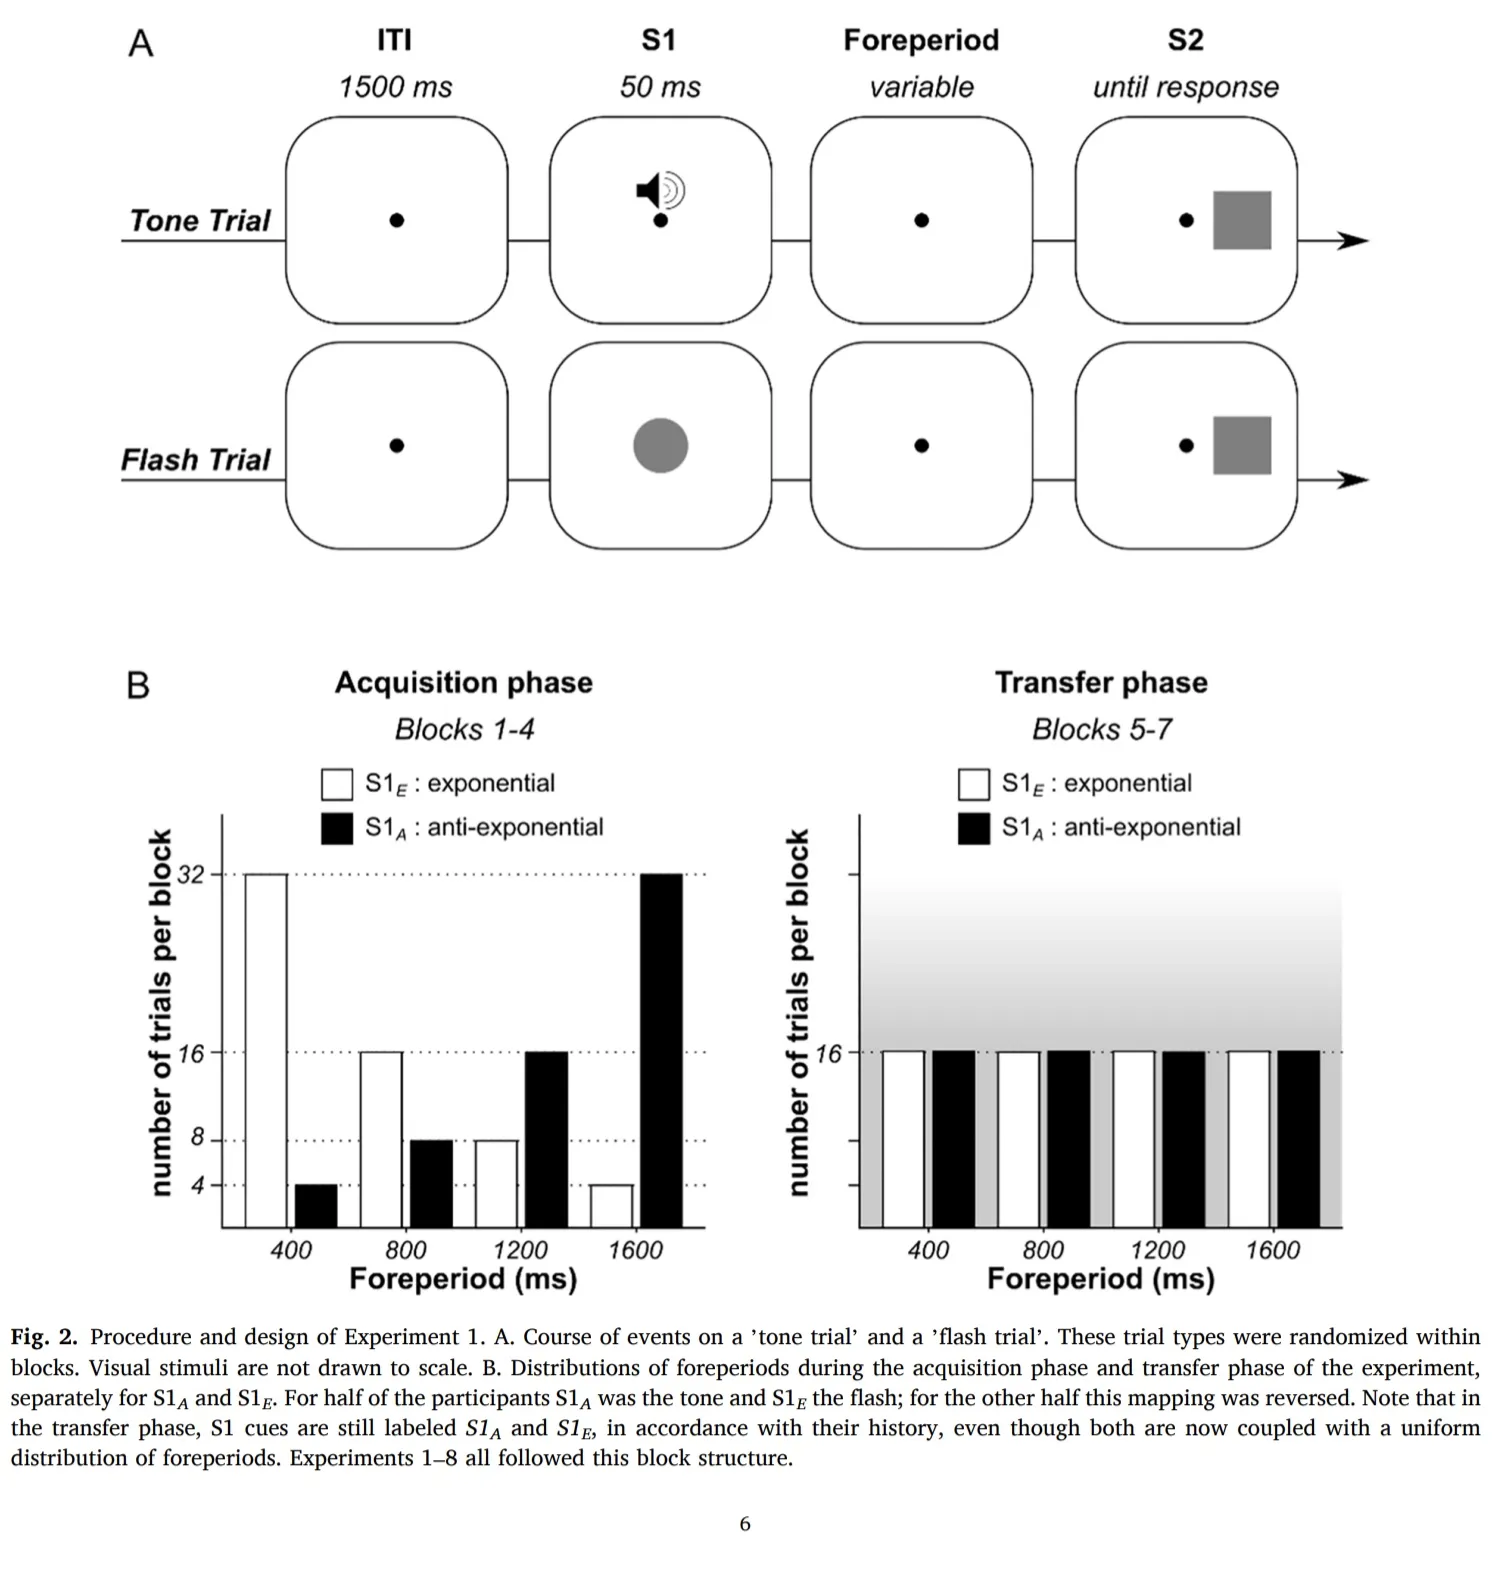 A
ITI S1 Foreperiod S2
1500 ms 50 ms variable until response
Tone Trial
Flash Trial
B
Acquisition phase
Blocks 1-4
S1E : exponential
S1A : anti-exponential
number of trials per block
32
16
8
4
400 800 1200 1600
Foreperiod (ms)
Transfer phase
Blocks 5-7
S1E : exponential
S1A : anti-exponential
number of trials per block
16
400 800 1200 1600
Foreperiod (ms)
Fig. 2. Procedure and design of Experiment 1. A. Course of events on a ’tone trial’ and a ’flash trial’. These trial types were randomized within
blocks. Visual stimuli are not drawn to scale. B. Distributions of foreperiods during the acquisition phase and transfer phase of the experiment,
separately for S1A and S1E. For half of the participants S1A was the tone and S1E the flash; for the other half this mapping was reversed. Note that in
the transfer phase, S1 cues are still labeled S1A and S1E, in accordance with their history, even though both are now coupled with a uniform
distribution of foreperiods. Experiments 1–8 all followed this block structure.
6